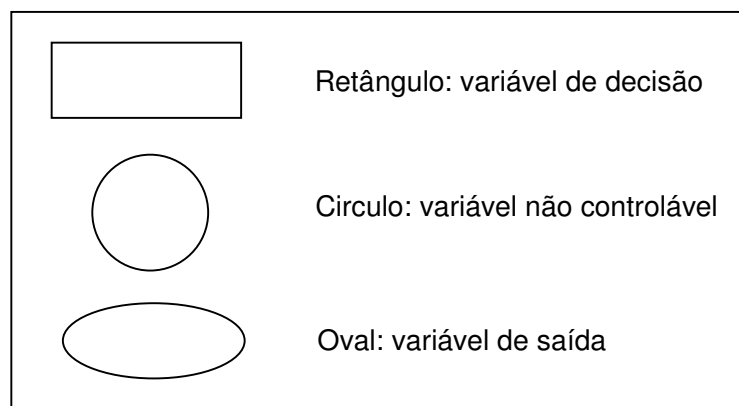 Retângulo: variável de decisão
Circulo: variável não controlável
Oval: variável de saída